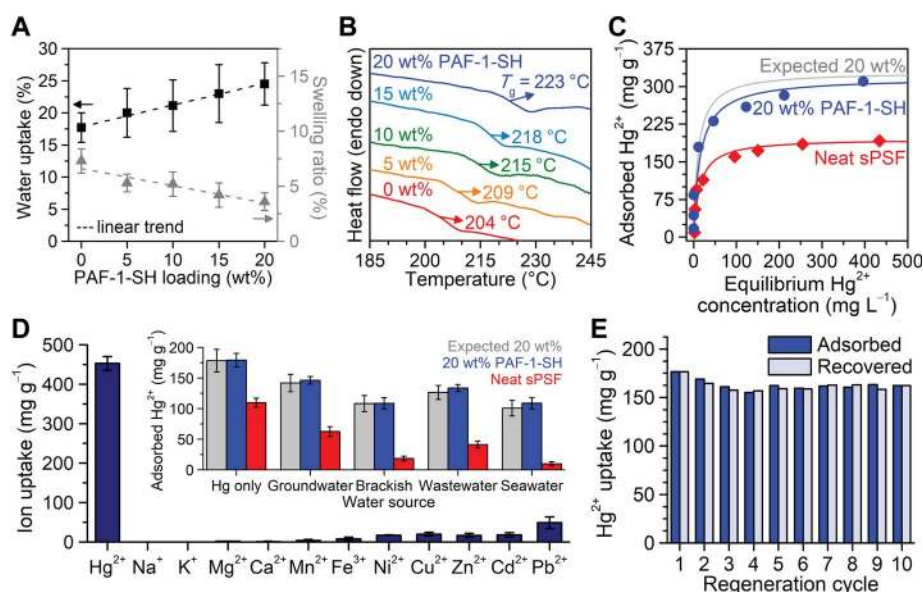 A
30
25
20
15
10
5
0
Water uptake (%)
15
10
5
0
Swelling ratio (%)
linear trend
0 5 10 15 20
PAF-1-SH loading (wt%)
B
Heat flow (endo down)
20 wt% PAF-1-SH
Tg = 223 °C
15 wt%
218 °C
10 wt%
215 °C
5 wt%
209 °C
0 wt%
204 °C
185 200 215 230 245
Temperature (°C)
C
Adsorbed Hg²⁺ (mg g⁻¹)
375
300
225
150
75
0
Expected 20 wt%
20 wt% PAF-1-SH
Neat sPSF
0 100 200 300 400 500
Equilibrium Hg²⁺
concentration (mg L⁻¹)
D
Ion uptake (mg g⁻¹)
500
400
300
200
100
0
Adsorbed Hg²⁺ (mg g⁻¹)
200
150
100
50
0
Expected 20 wt%
20 wt% PAF-1-SH
Neat sPSF
Hg only Groundwater Brackish Wastewater Seawater
Water source
Hg²⁺ Na⁺ K⁺ Mg²⁺ Ca²⁺ Mn²⁺ Fe³⁺ Ni²⁺ Cu²⁺ Zn²⁺ Cd²⁺ Pb²⁺
E
Hg²⁺ uptake (mg g⁻¹)
200
150
100
50
0
Adsorbed
Recovered
1 2 3 4 5 6 7 8 9 10
Regeneration cycle